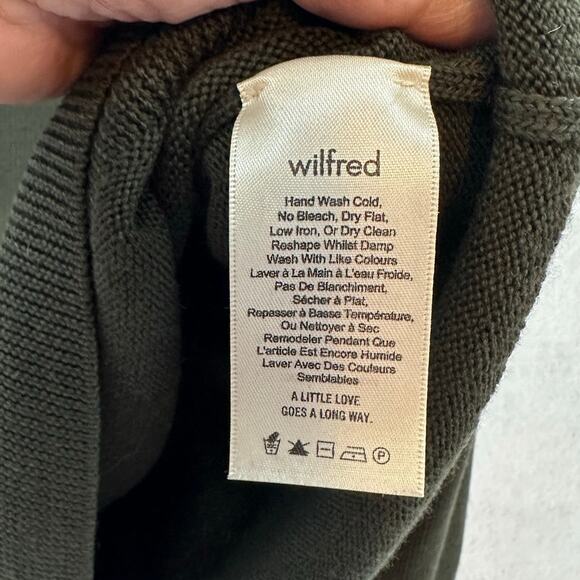 wilfred
Hand Wash Cold,
No Bleach, Dry Flat,
Low Iron, Or Dry Clean
Reshape Whilst Damp
Wash With Like Colours
Laver à La Main à L'eau Froide,
Pas De Blanchiment,
Sécher à Plat,
Repasser à Basse Température,
Ou Nettoyer à Sec
Remodeler Pendant Que
L'article Est Encore Humide
Laver Avec Des Couleurs
Semblables
A LITTLE LOVE
GOES A LONG WAY.
P